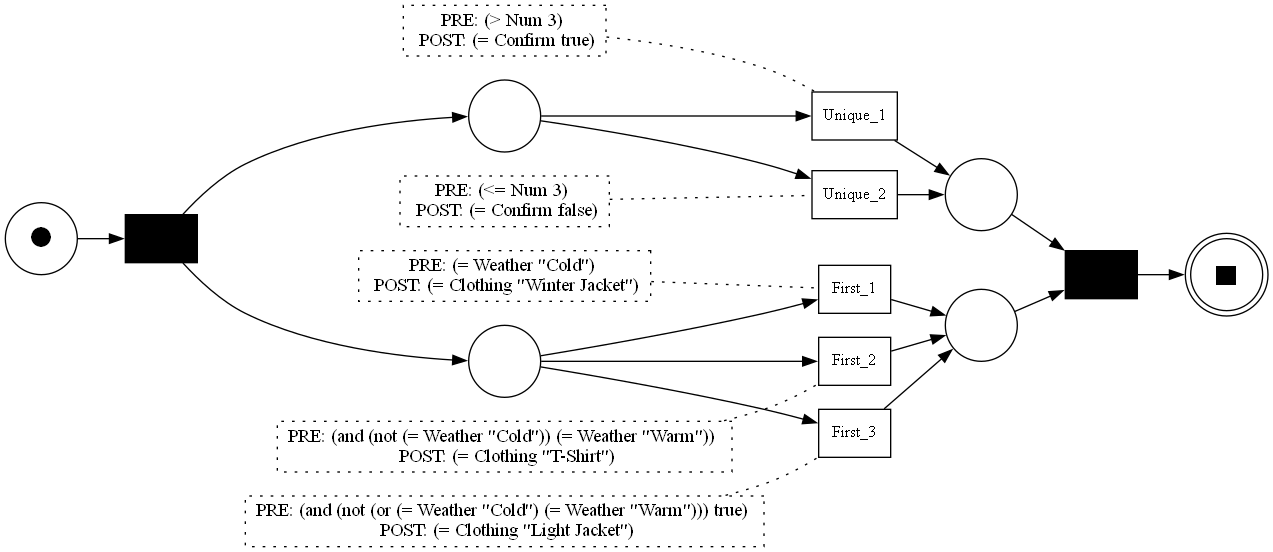 PRE: (> Num 3)
POST: (= Confirm true)
Unique_1
PRE: (<= Num 3)
POST: (= Confirm false)
Unique_2
PRE: (= Weather "Cold")
POST: (= Clothing "Winter Jacket")
First_1
First_2
PRE: (and (not (= Weather "Cold")) (= Weather "Warm"))
POST: (= Clothing "T-Shirt")
First_3
PRE: (and (not (or (= Weather "Cold") (= Weather "Warm"))) true)
POST: (= Clothing "Light Jacket")